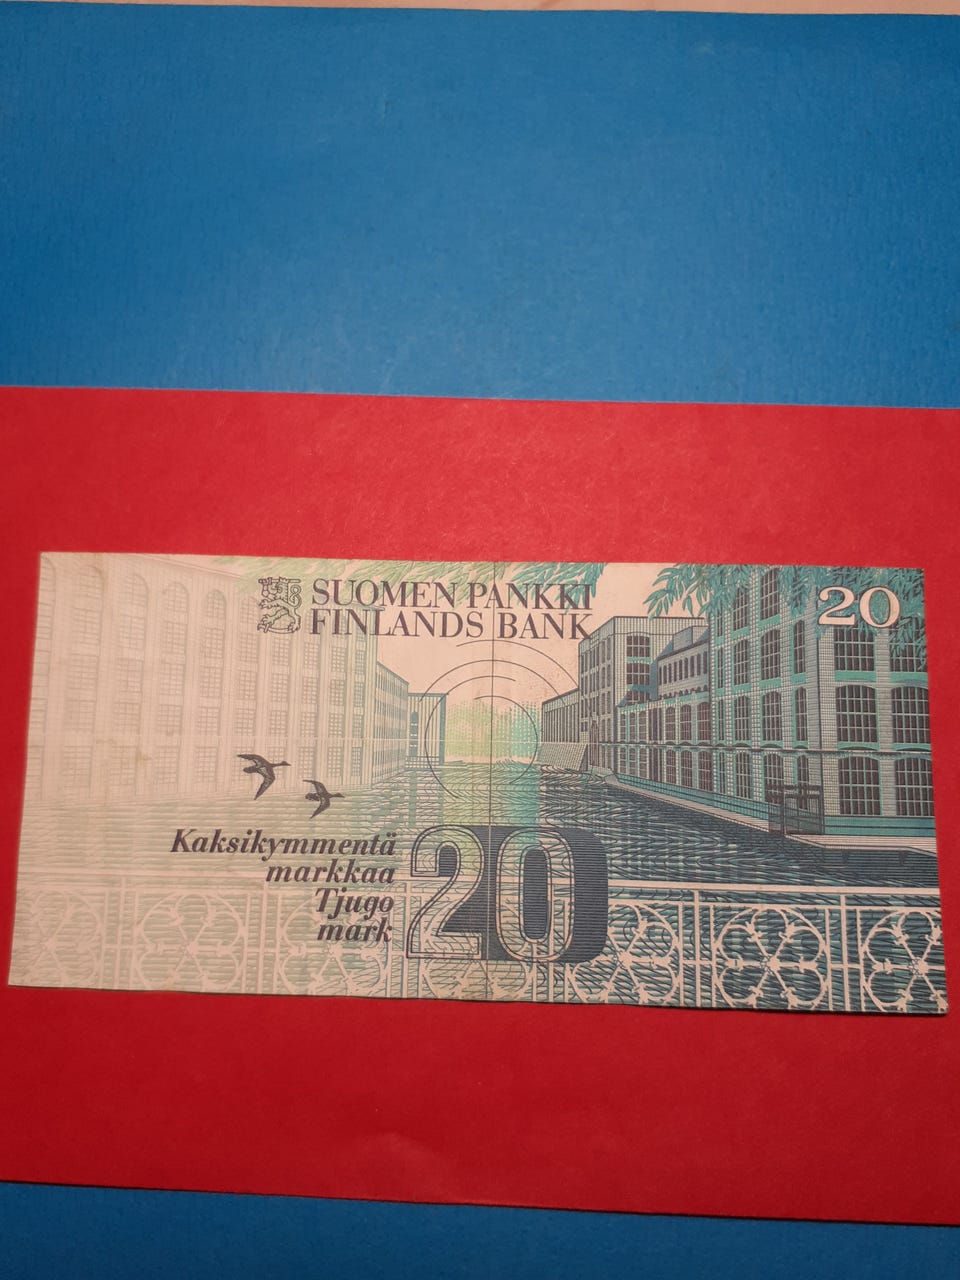 SUOMEN PANKKI
FINLANDS BANK
20
Kaksikymmentä
markkaa
Tjugo
mark
20